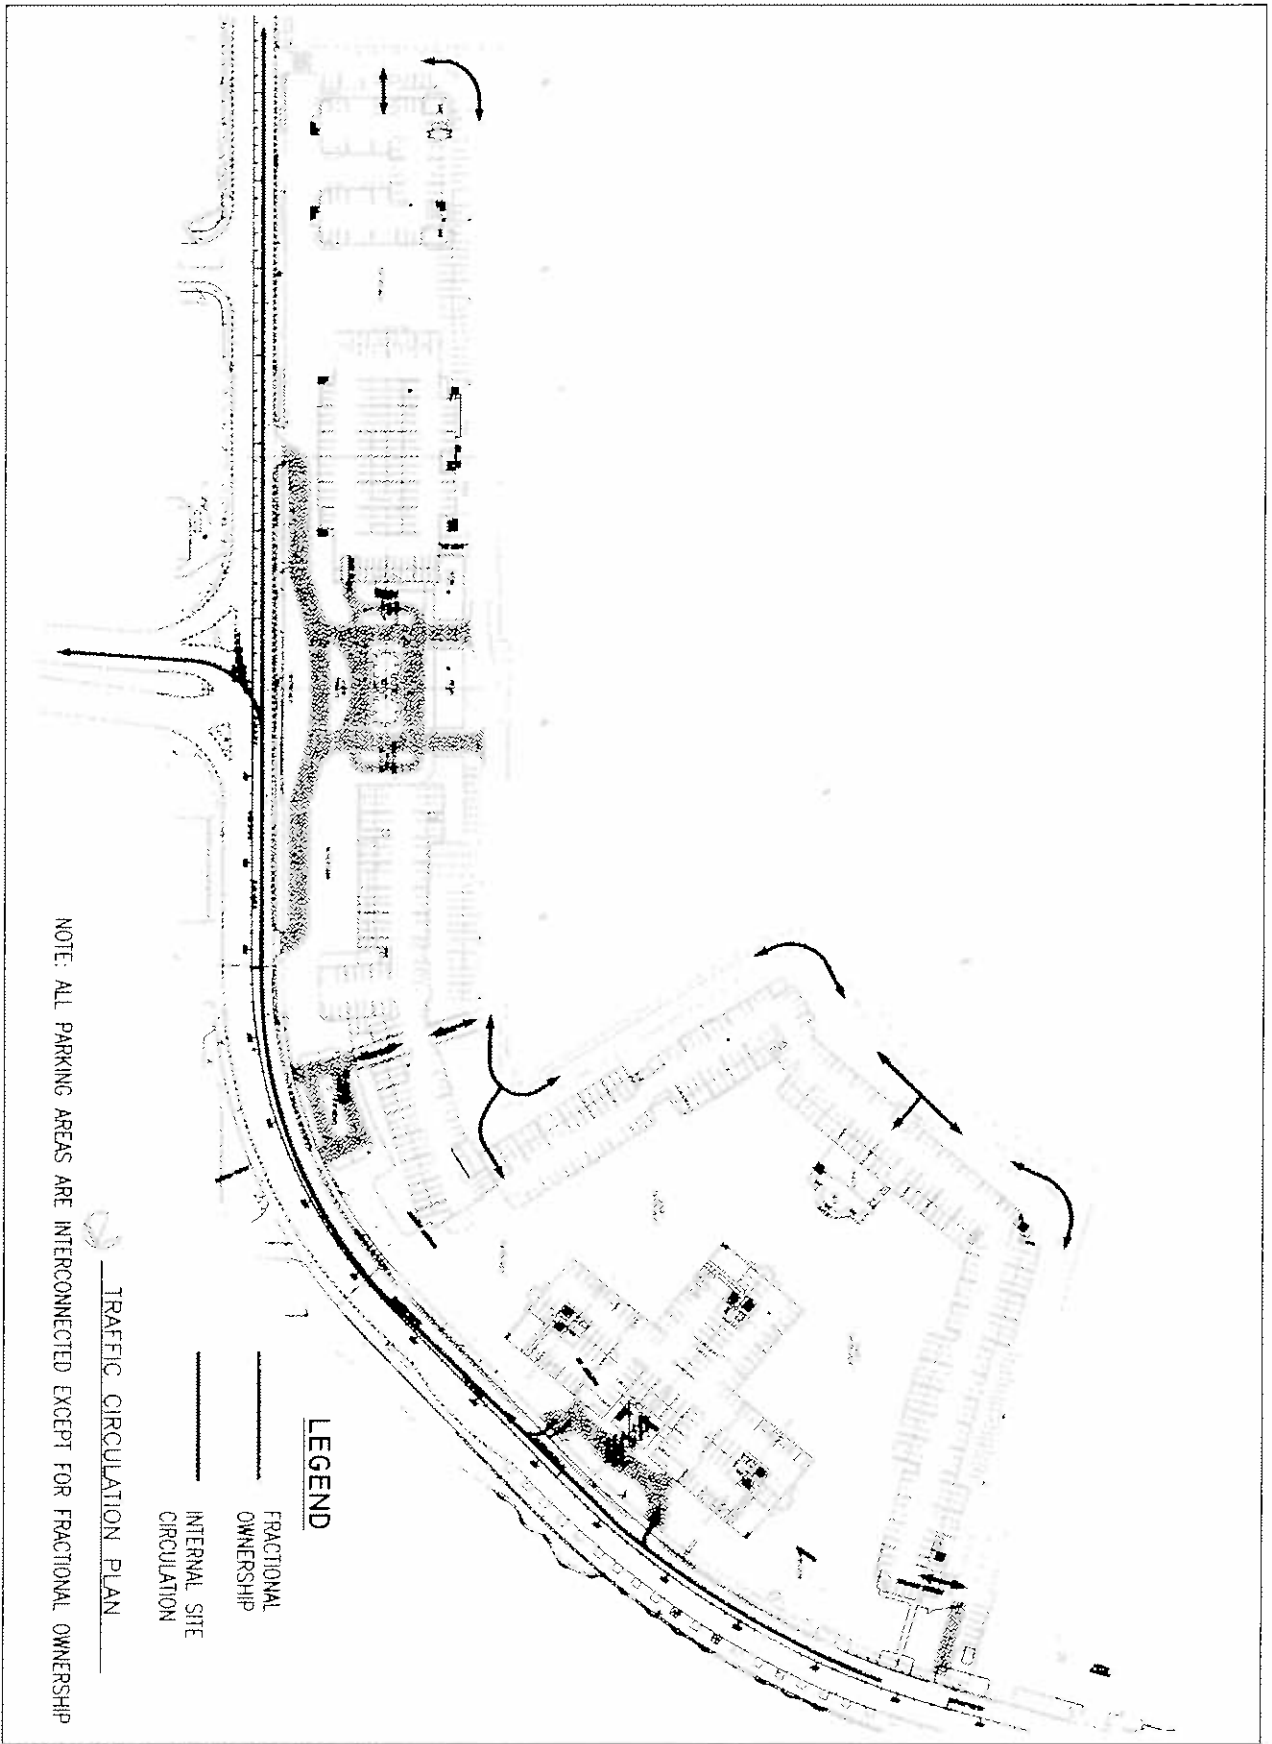 LEGEND
FRACTIONAL
OWNERSHIP
INTERNAL SITE
CIRCULATION
TRAFFIC CIRCULATION PLAN
NOTE: ALL PARKING AREAS ARE INTERCONNECTED EXCEPT FOR FRACTIONAL OWNERSHIP